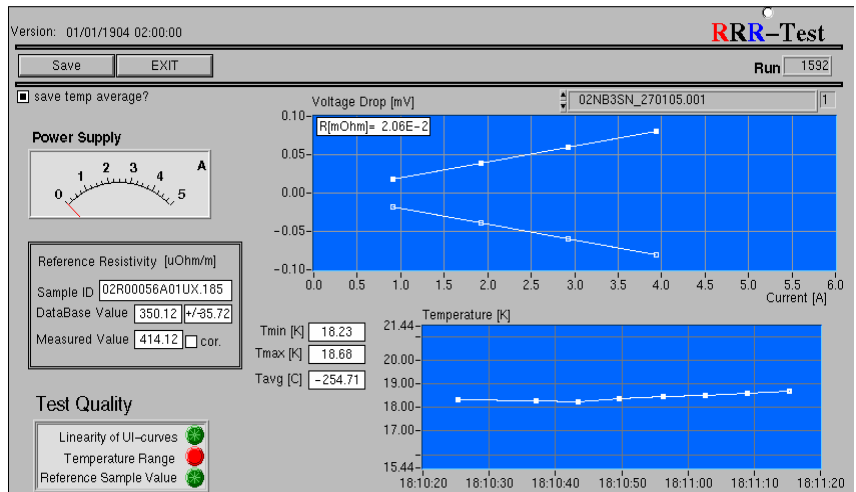 Version: 01/01/1904 02:00:00
RRR-Test
Save EXIT Run 1592
save temp average?
Voltage Drop [mV] 02NB3SN_270105.001 1
R[mOhm]= 2.06E-2
0.10
0.05
0.00
-0.05
-0.10
0.0 0.5 1.0 1.5 2.0 2.5 3.0 3.5 4.0 4.5 5.0 5.5 6.0
Current [A]
Power Supply
0 1 2 3 4 5 A
Reference Resistivity [uOhm/m]
Sample ID 02R00056A01UX.185
DataBase Value 350.12 +/-35.72
Measured Value 414.12 cor.
Tmin [K] 18.23
Tmax [K] 18.68
Tavg [C] -254.71
Temperature [K]
21.44
20.00
19.00
18.00
17.00
15.44
18:10:20 18:10:30 18:10:40 18:10:50 18:11:00 18:11:10 18:11:20
Test Quality
Linearity of UI-curves
Temperature Range
Reference Sample Value